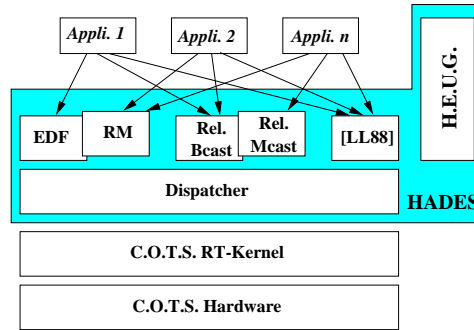 Appli. 1 Appli. 2 Appli. n
H.E.U.G.
EDF RM Rel. Bcast Rel. Mcast [LL88]
Dispatcher
HADES
C.O.T.S. RT-Kernel
C.O.T.S. Hardware